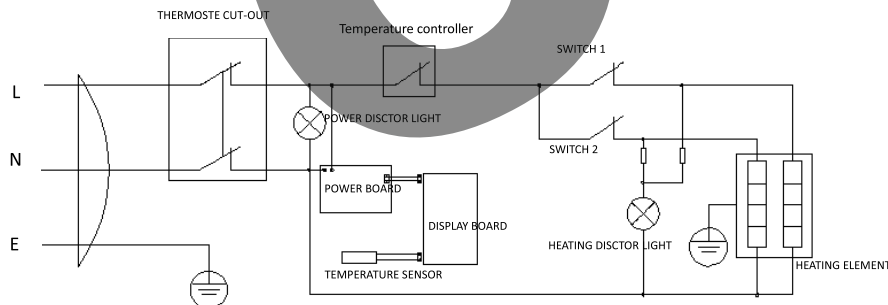 THERMOSTE CUT-OUT
Temperature controller
SWITCH 1
L
POWER DISCTOR LIGHT
SWITCH 2
N
POWER BOARD
DISPLAY BOARD
E
HEATING DISCTOR LIGHT
HEATING ELEMENT
TEMPERATURE SENSOR